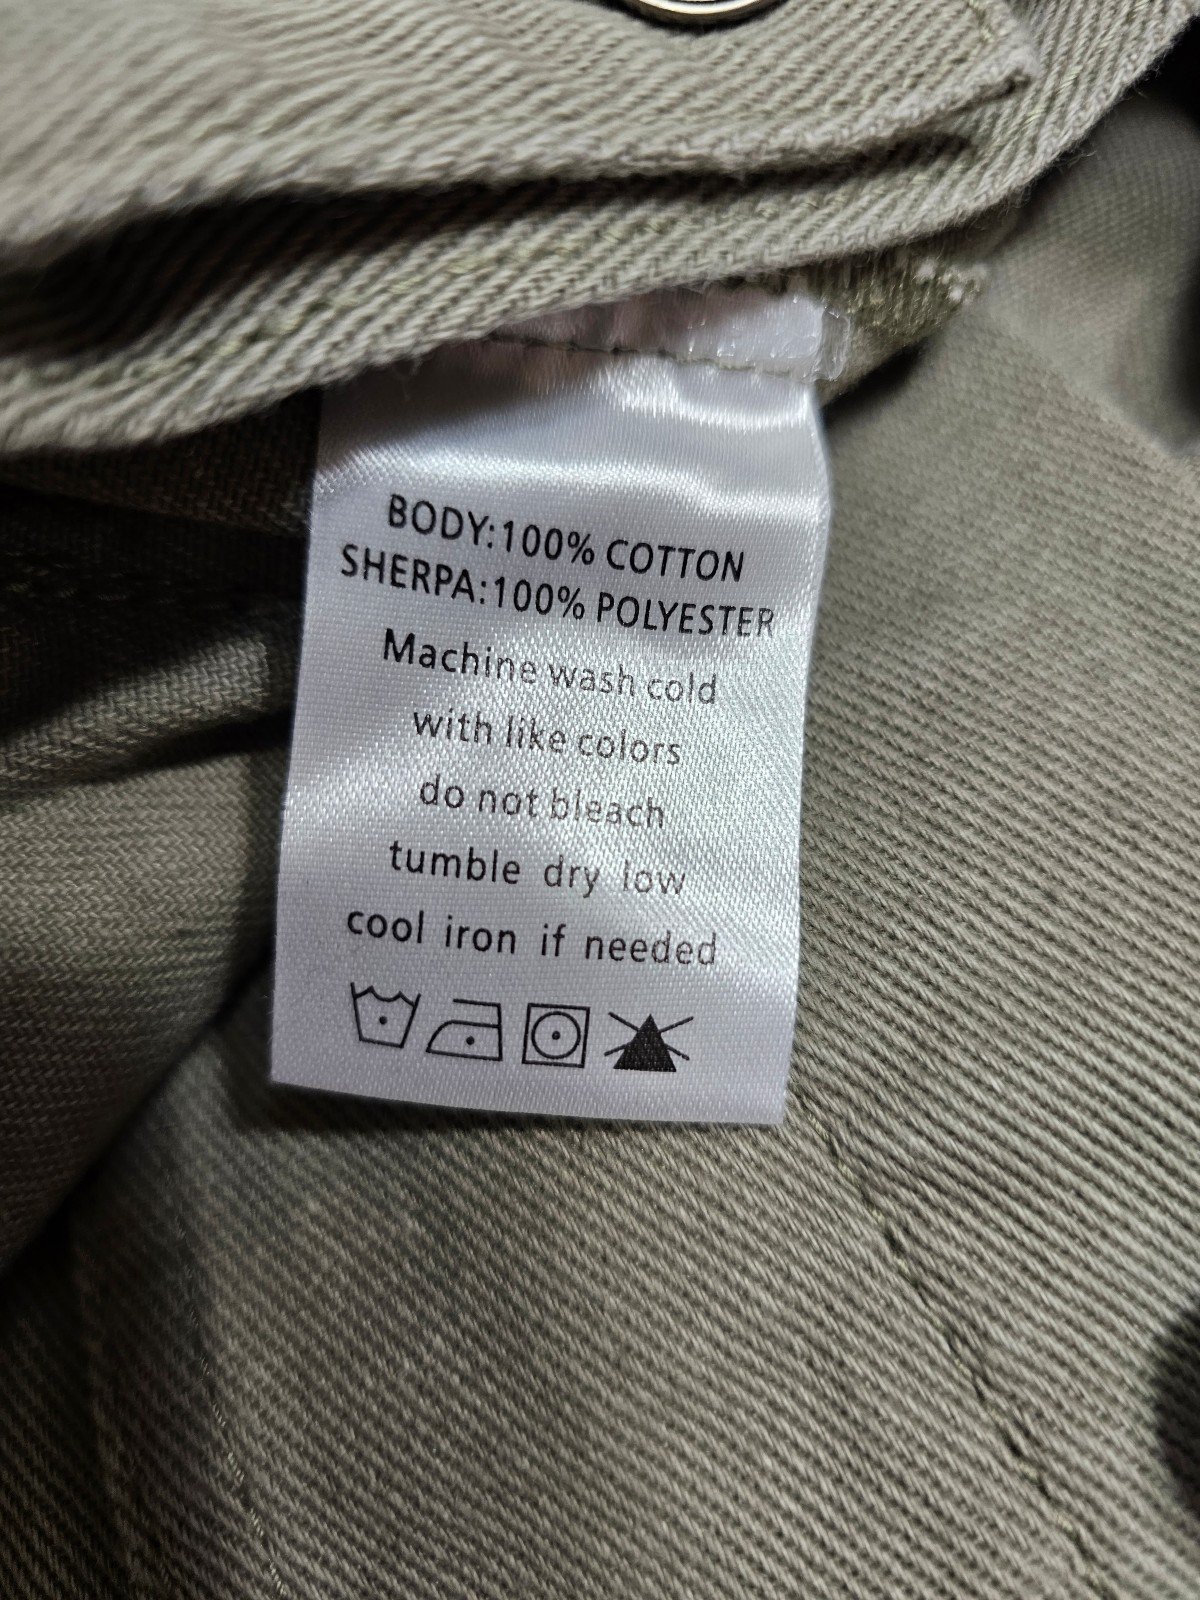 BODY:100% COTTON
SHERPA:100% POLYESTER
Machine wash cold
with like colors
do not bleach
tumble dry low
cool iron if needed